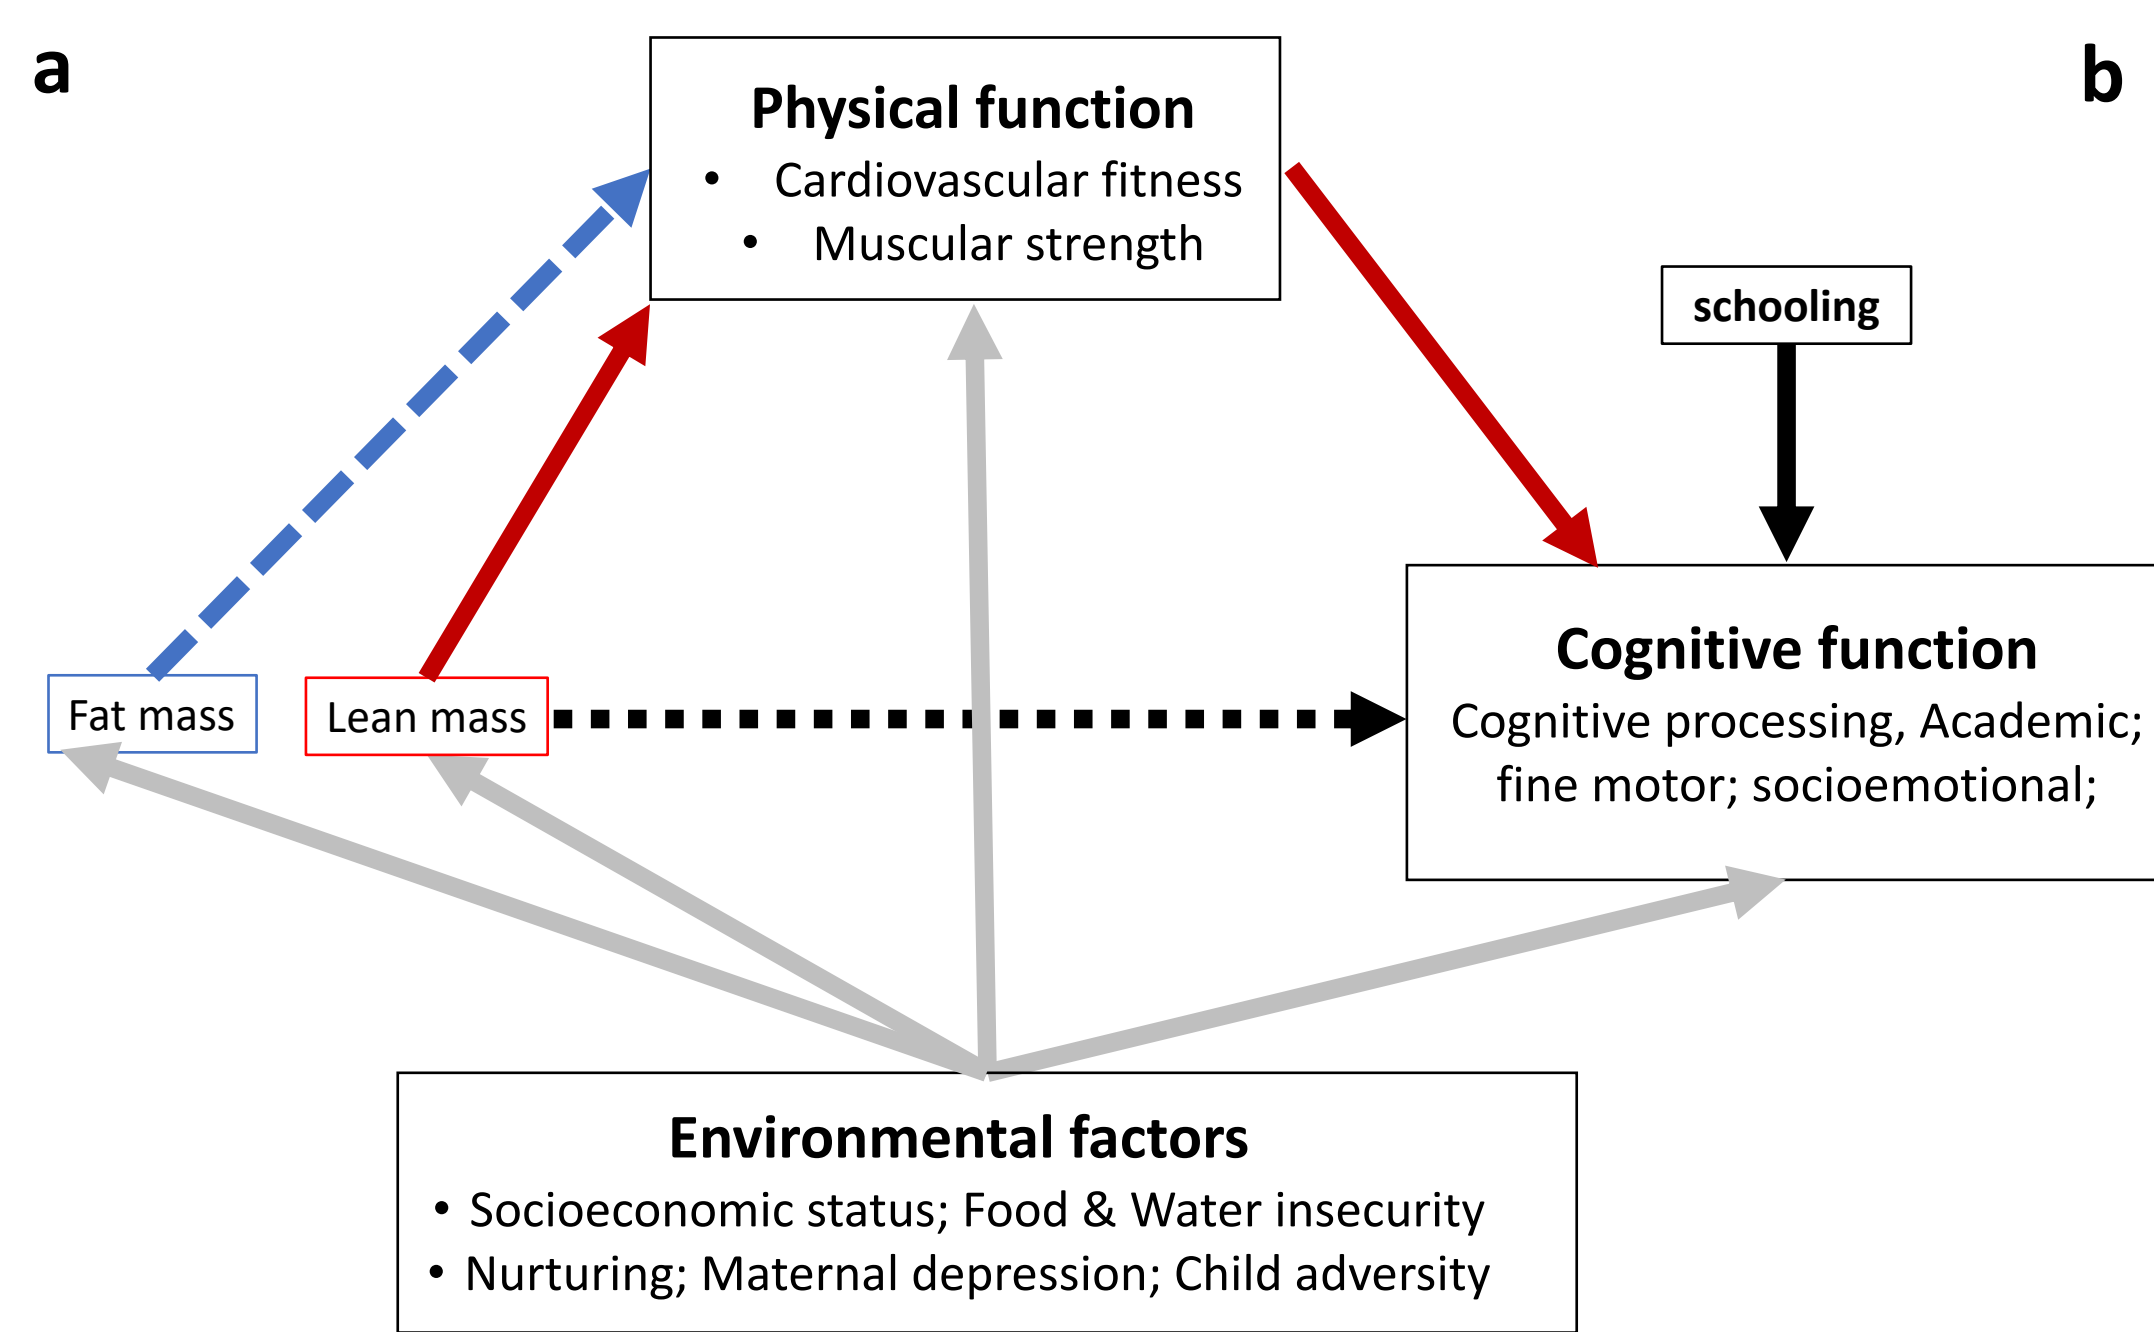 a
b
Physical function
• Cardiovascular fitness
• Muscular strength
schooling
Fat mass
Lean mass
Cognitive function
Cognitive processing, Academic;
fine motor; socioemotional;
Environmental factors
• Socioeconomic status; Food & Water insecurity
• Nurturing; Maternal depression; Child adversity